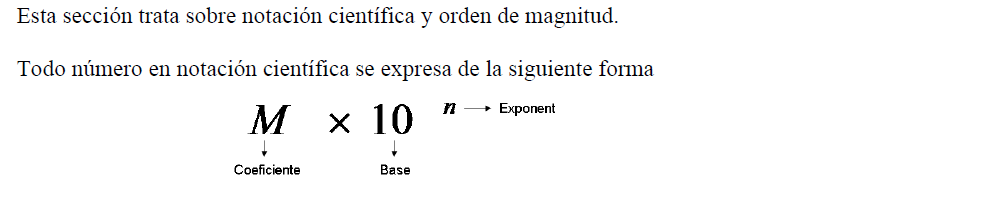 Esta sección trata sobre notación científica y orden de magnitud.
Todo número en notación científica se expresa de la siguiente forma
M × 10 n → Exponent
Coeficiente Base